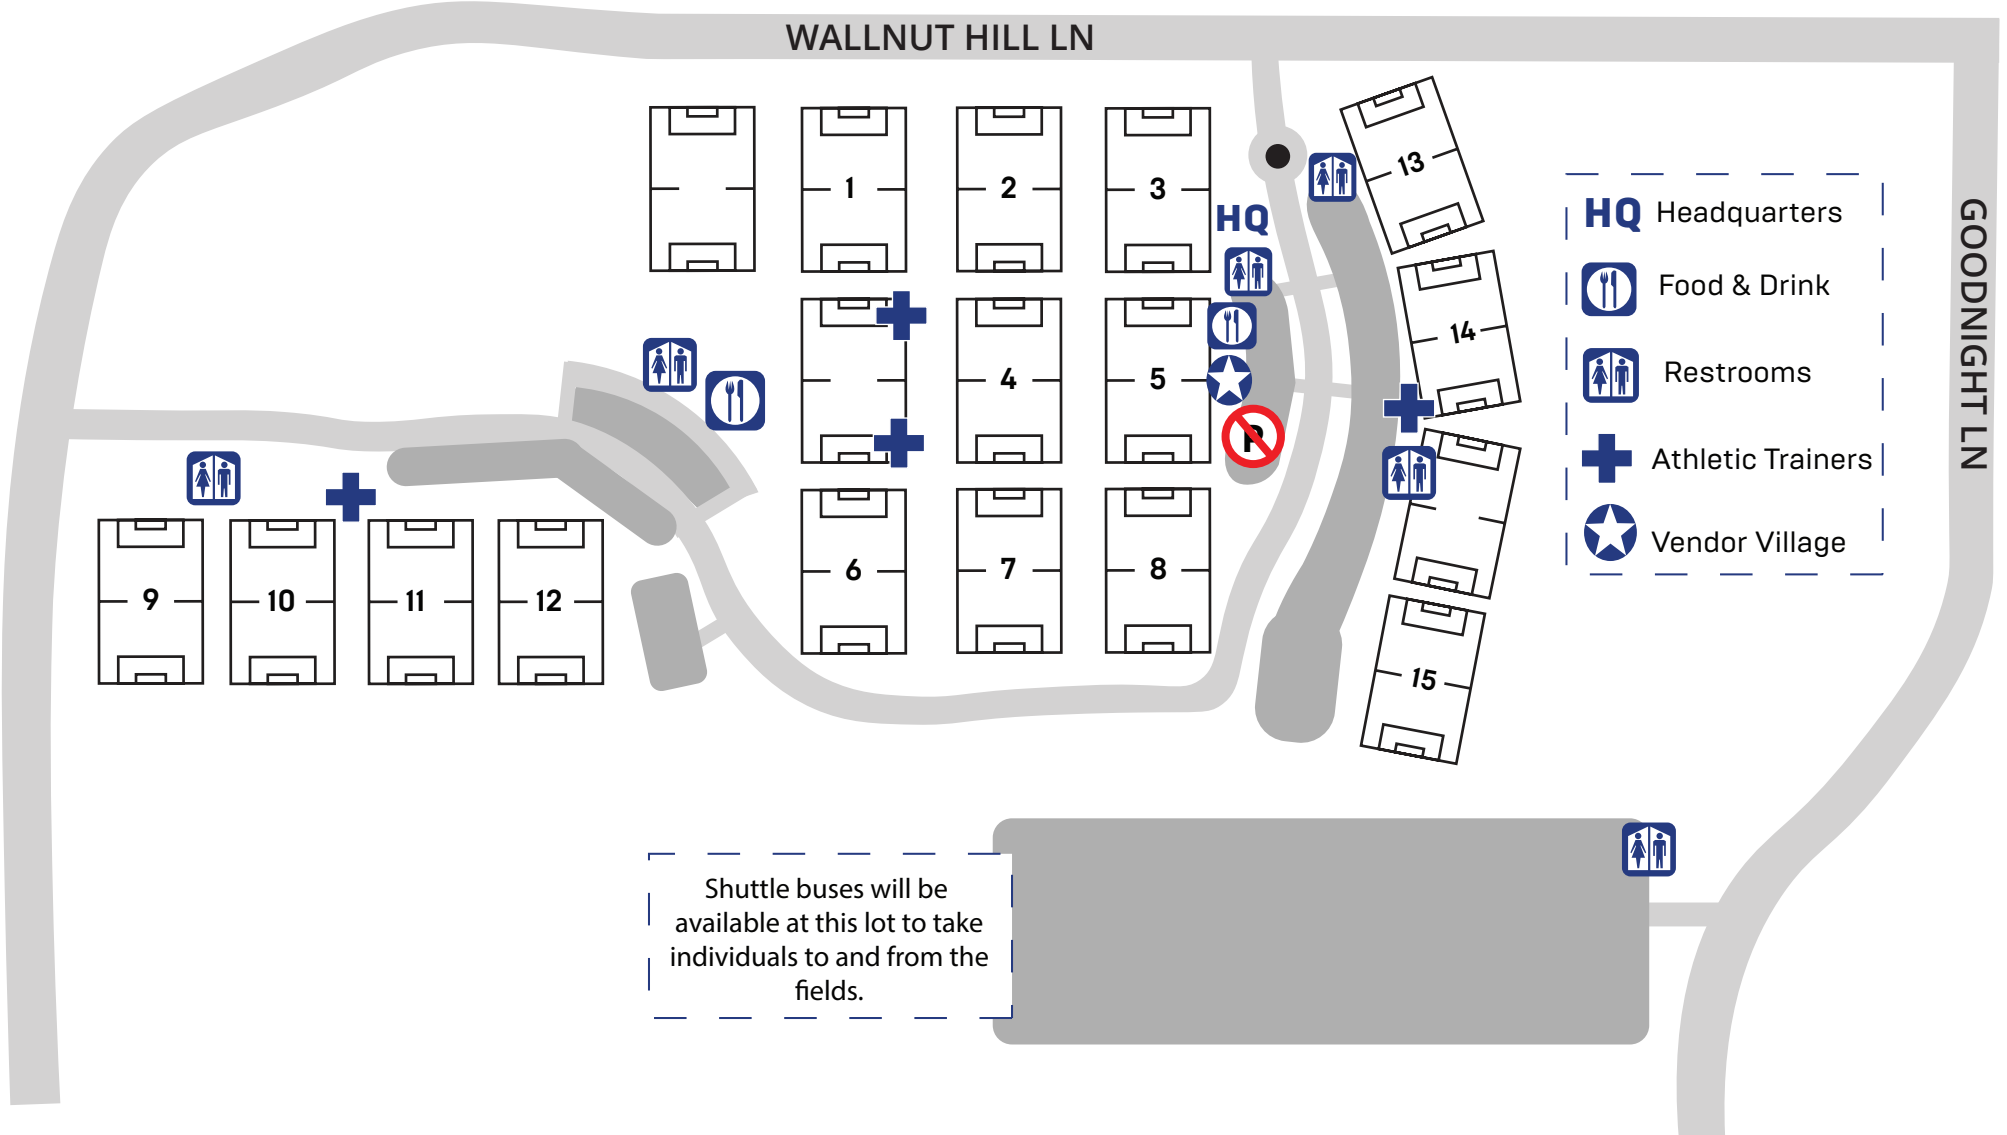 WALLNUT HILL LN
GOODNIGHT LN
1
2
3
13
HQ
14
4
5
P
6
7
8
9
10
11
12
15
HQ Headquarters
Food & Drink
Restrooms
Athletic Trainers
Vendor Village
Shuttle buses will be
available at this lot to take
individuals to and from the
fields.